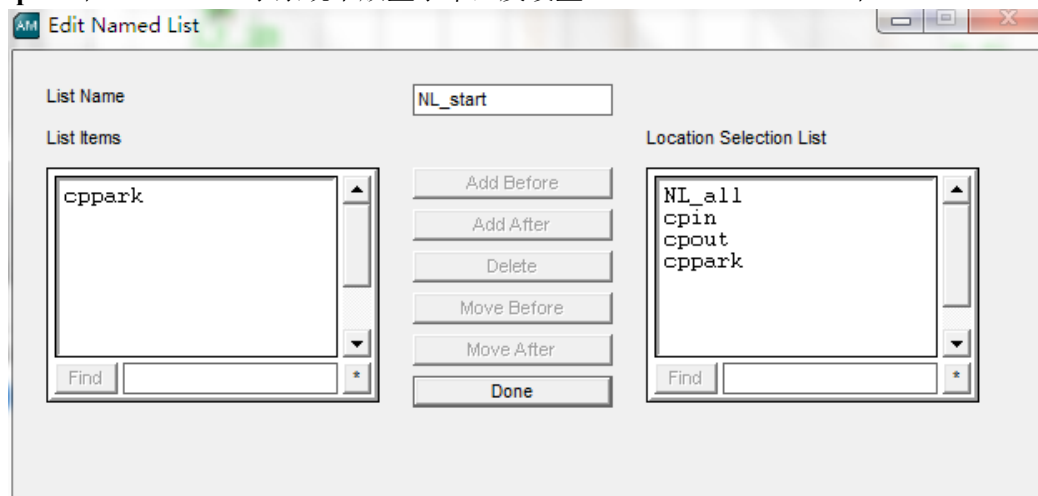 AM Edit Named List
List Name
NL_start
List Items
Location Selection List
cppark
Add Before
Add After
Delete
Move Before
Move After
Done
NL_all
cpin
cpout
cppark
Find
*
Find
*